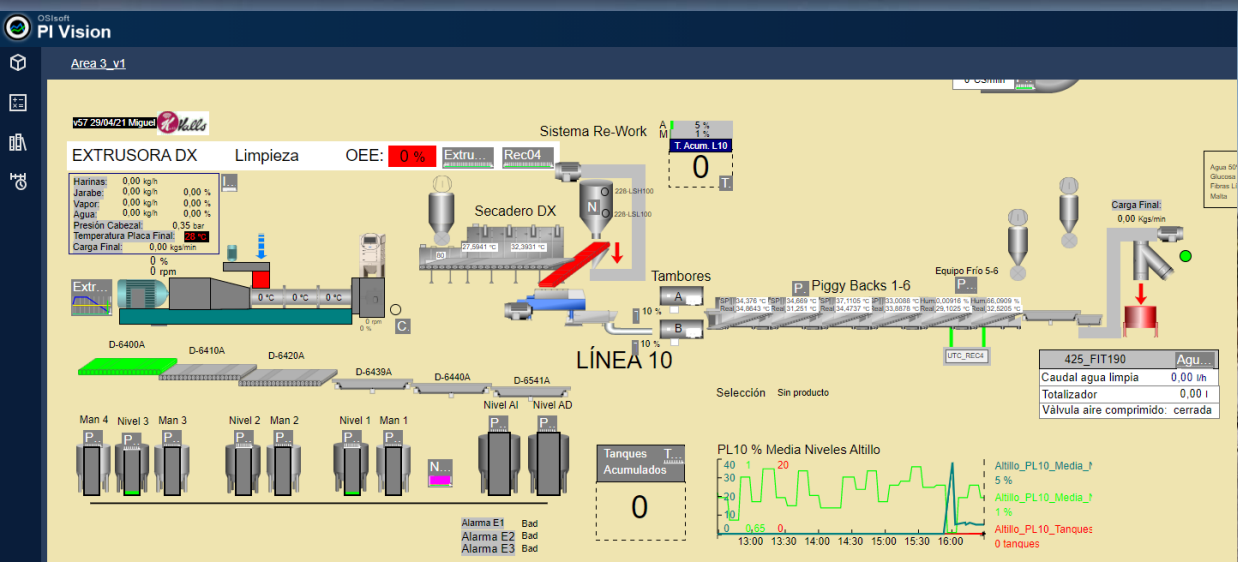 OSIsoft
PI Vision
Area 3_v1
v57 29/04/21 Miguel
Halls
EXTRUSORA DX Limpieza OEE: 0 % Extru... Rec04
Sistema Re-Work
A 5 %
M 1 %
T. Acum. L10
0
T.
Harinas: 0,00 kg/h
Jarabe: 0,00 kg/h 0,00 %
Vapor: 0,00 kg/h 0,00 %
Agua: 0,00 kg/h 0,00 %
Presión Cabezal: 0,35 bar
Temperatura Placa Final: 28 °C
Carga Final: 0,00 kgs/min
I...
0 %
0 rpm
Extr...
0 °C 0 °C 0 °C
0 rpm
0 %
C.
Secadero DX
80
27,5941 °C 32,3931 °C
N
228-LSH100
228-LSL100
Tambores
A
10 %
B
10 %
LÍNEA 10
P. Piggy Backs 1-6
Equipo Frío 5-6
P...
UTC_REC4
Carga Final:
0,00 Kgs/min
Agua 50
Glucosa
Fibras L
Malta
D-6400A
D-6410A
D-6420A
D-6439A
D-6440A
D-6541A
Man 4 Nivel 3 Man 3 Nivel 2 Man 2 Nivel 1 Man 1 Nivel AI Nivel AD
P.. P.. P.. P.. P.. P.. P.. P.. P..
N...
Alarma E1 Bad
Alarma E2 Bad
Alarma E3 Bad
Tanques T...
Acumulados
0
Selección Sin producto
425_FIT190 Agu...
Caudal agua limpia 0,00 l/h
Totalizador 0,00 l
Válvula aire comprimido: cerrada
PL10 % Media Niveles Altillo
40 1 20
30
20
10
0 0,65 0
13:00 13:30 14:00 14:30 15:00 15:30 16:00
Altillo_PL10_Media_N
5 %
Altillo_PL10_Media_N
1 %
Altillo_PL10_Tanques
0 tanques